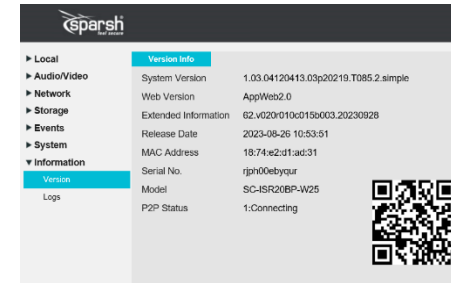 sparsh
feel secure
Local
Audio/Video
Network
Storage
Events
System
Information
Version
Logs
Version Info
System Version 1.03.04120413.03p20219.T085.2.simple
Web Version AppWeb2.0
Extended Information 62.v020r010c015b003.20230928
Release Date 2023-08-26 10:53:51
MAC Address 18:74:e2:d1:ad:31
Serial No. rjph00ebyqur
Model SC-ISR20BP-W25
P2P Status 1:Connecting